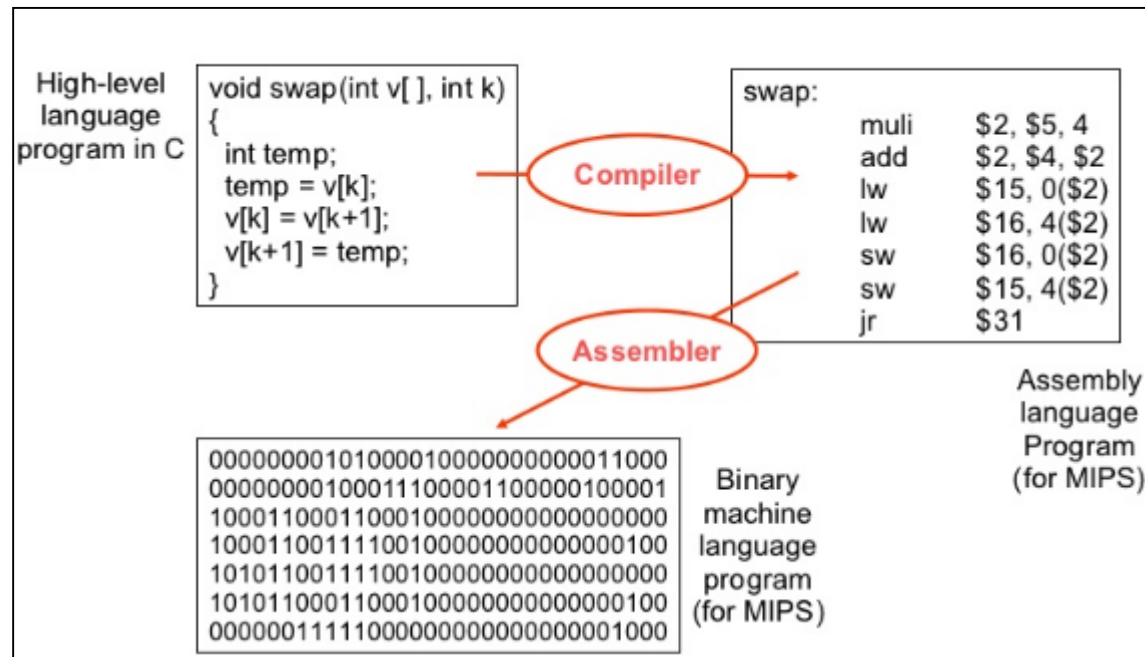 High-level
language
program in C
void swap(int v[ ], int k)
{
int temp;
temp = v[k];
v[k] = v[k+1];
v[k+1] = temp;
}
Compiler
swap:
muli $2, $5, 4
add $2, $4, $2
lw $15, 0($2)
lw $16, 4($2)
sw $16, 0($2)
sw $15, 4($2)
jr $31
Assembler
Assembly
language
Program
(for MIPS)
00000000101000010000000000011000
00000000100011100001100000100001
10001100011000100000000000000000
10001100111100100000000000000100
10101100111100100000000000000000
10101100011000100000000000000100
00000011111000000000000000001000
Binary
machine
language
program
(for MIPS)